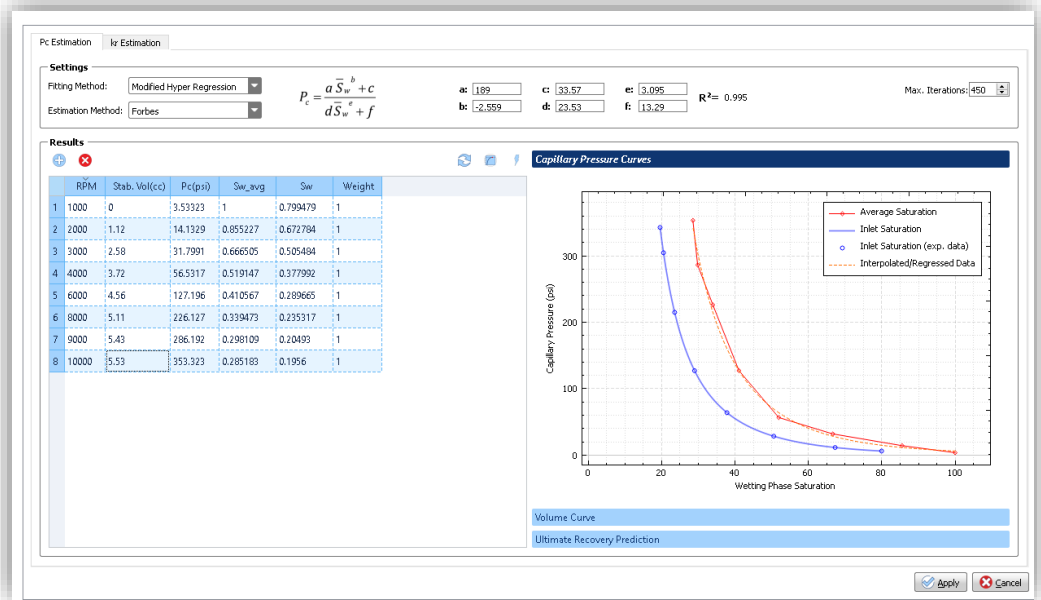 Pc Estimation kr Estimation
Settings
Fitting Method: Modified Hyper Regression
Estimation Method: Forbes
P_c = (a S̅_w^b + c) / (d S̅_w^e + f)
a: 189 c: 33.57 e: 3.095
b: -2.559 d: 23.53 f: 13.29
R²= 0.995
Max. Iterations: 450
Results
RPM Stab. Vol(cc) Pc(psi) Sw_avg Sw Weight
1 1000 0 3.53323 1 0.799479 1
2 2000 1.12 14.1329 0.855227 0.672784 1
3 3000 2.58 31.7991 0.666505 0.505484 1
4 4000 3.72 56.5317 0.519147 0.377992 1
5 6000 4.56 127.196 0.410567 0.289665 1
6 8000 5.11 226.127 0.339473 0.235317 1
7 9000 5.43 286.192 0.298109 0.20493 1
8 10000 5.53 353.323 0.285183 0.1956 1
Capillary Pressure Curves
Average Saturation
Inlet Saturation
Inlet Saturation (exp. data)
Interpolated/Regressed Data
Capillary Pressure (psi)
300
200
100
0
0 20 40 60 80 100
Wetting Phase Saturation
Volume Curve
Ultimate Recovery Prediction
Apply Cancel